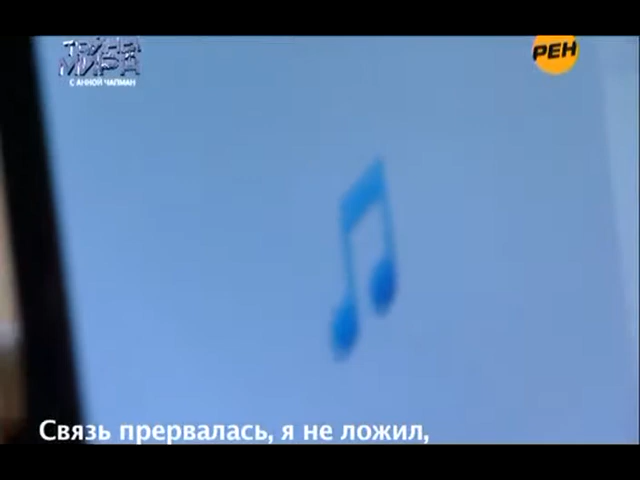 ТАЙНЫ
МИРА
С АННОЙ ЧАПМАН
РЕН
Связь прервалась, я не ложил,